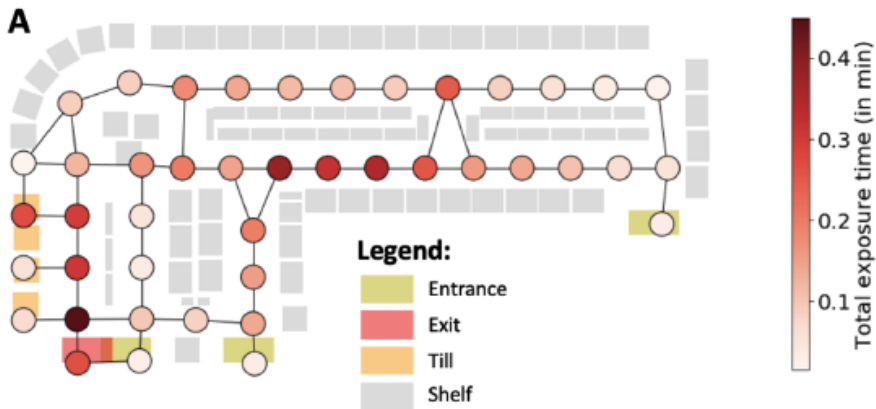 A
Legend:
Entrance
Exit
Till
Shelf
0.4
0.3
0.2
0.1
Total exposure time (in min)